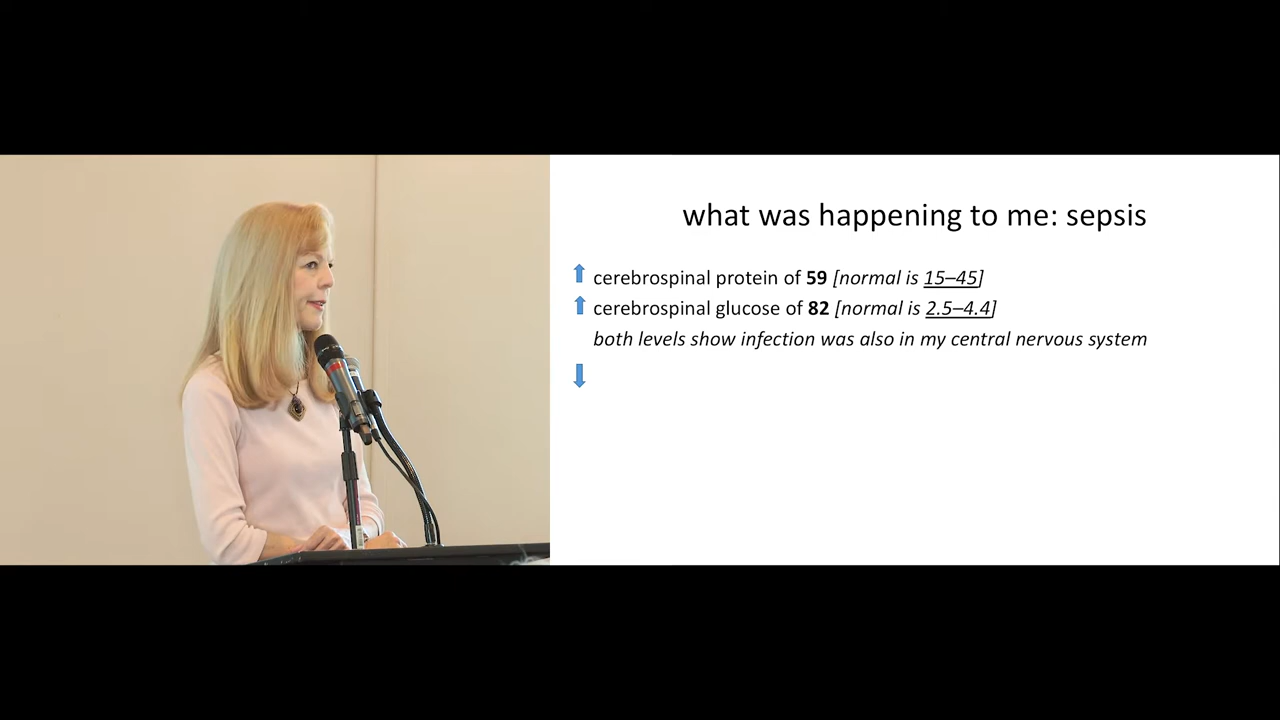 what was happening to me: sepsis
cerebrospinal protein of 59 [normal is 15–45]
cerebrospinal glucose of 82 [normal is 2.5–4.4]
both levels show infection was also in my central nervous system